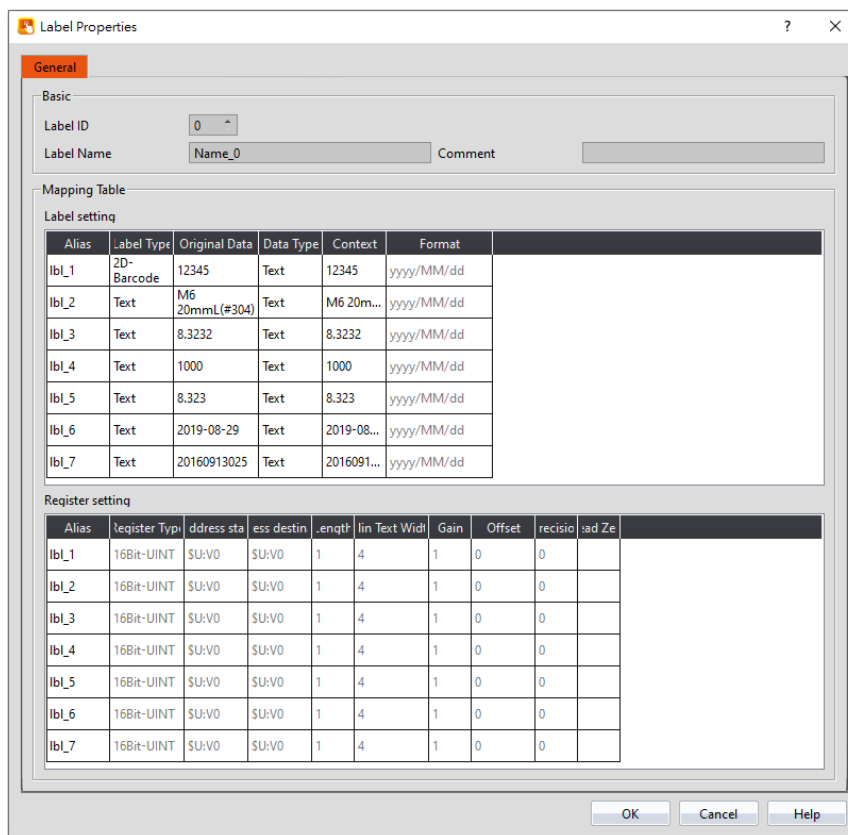 Label Properties ? ×
General
Basic
Label ID 0
Label Name Name_0 Comment
Mapping Table
Label setting
Alias Label Type Original Data Data Type Context Format
lbl_1 2D-Barcode 12345 Text 12345 yyyy/MM/dd
lbl_2 Text M6 20mmL(#304) Text M6 20m... yyyy/MM/dd
lbl_3 Text 8.3232 Text 8.3232 yyyy/MM/dd
lbl_4 Text 1000 Text 1000 yyyy/MM/dd
lbl_5 Text 8.323 Text 8.323 yyyy/MM/dd
lbl_6 Text 2019-08-29 Text 2019-08... yyyy/MM/dd
lbl_7 Text 20160913025 Text 2016091... yyyy/MM/dd
Register setting
Alias Register Typ ddress sta ess destin Length lin Text Widt Gain Offset recisio ad Ze
lbl_1 16Bit-UINT $U:V0 $U:V0 1 4 1 0 0
lbl_2 16Bit-UINT $U:V0 $U:V0 1 4 1 0 0
lbl_3 16Bit-UINT $U:V0 $U:V0 1 4 1 0 0
lbl_4 16Bit-UINT $U:V0 $U:V0 1 4 1 0 0
lbl_5 16Bit-UINT $U:V0 $U:V0 1 4 1 0 0
lbl_6 16Bit-UINT $U:V0 $U:V0 1 4 1 0 0
lbl_7 16Bit-UINT $U:V0 $U:V0 1 4 1 0 0
OK Cancel Help